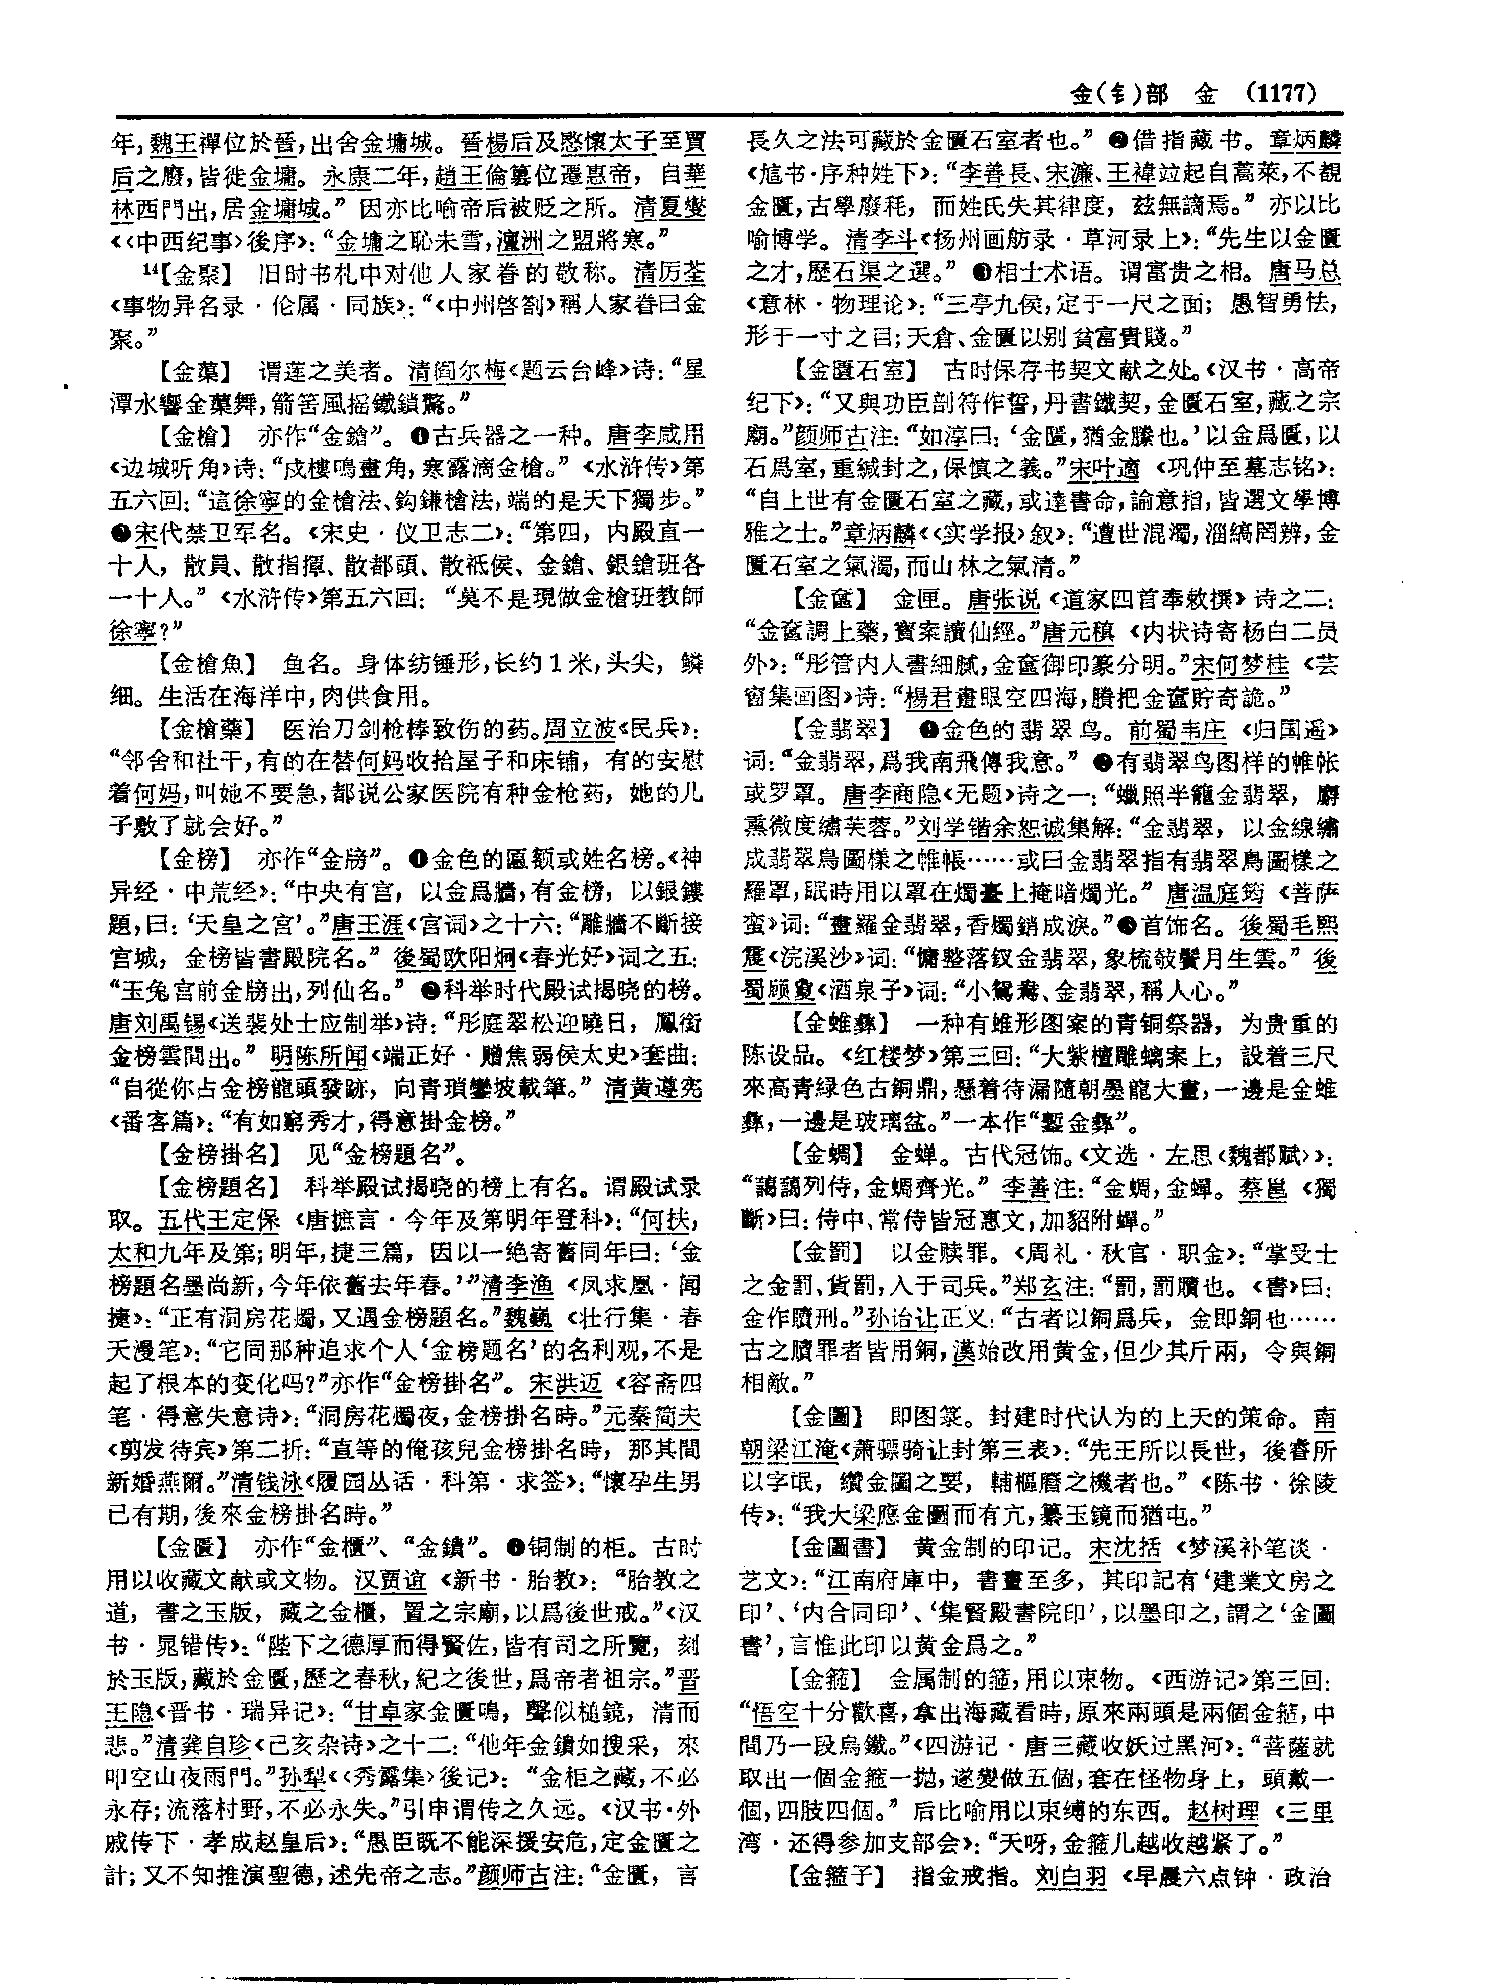 金(钅)部　金　(1177)
年，魏王禪位於晉，出舍金墉城。晉楊后及愍懷太子至賈
后之廢，皆徙金墉。永康二年，趙王倫篡位遷惠帝，自華
林西門出，居金墉城。”因亦比喻帝后被贬之所。清夏燮
《〈中西纪事〉後序》：“金墉之恥未雪，澶洲之盟將寒。”
14【金聚】　旧时书札中对他人家眷的敬称。清厉荃
《事物异名录·伦属·同族》：“《中州啓劄》稱人家眷曰金
聚。”
【金蕖】　谓莲之美者。清阎尔梅《题云台峰》诗：“星
潭水響金蕖舞，箭筈風摇鐵鎖驚。”
【金槍】　亦作“金鎗”。❶古兵器之一种。唐李咸用
《边城听角》诗：“戍樓鳴畫角，寒露滴金槍。”《水浒传》第
五六回：“這徐寧的金槍法、鈎鎌槍法，端的是天下獨步。”
❷宋代禁卫军名。《宋史·仪卫志二》：“第四，内殿直一
十人，散員、散指揮、散都頭、散祗侯、金鎗、銀鎗班各
一十人。”《水浒传》第五六回：“莫不是現做金槍班教師
徐寧？”
【金槍魚】　鱼名。身体纺锤形，长约1米，头尖，鳞
细。生活在海洋中，肉供食用。
【金槍藥】　医治刀剑枪棒致伤的药。周立波《民兵》：
“邻舍和社干，有的在替何妈收拾屋子和床铺，有的安慰
着何妈，叫她不要急，都说公家医院有种金枪药，她的儿
子敷了就会好。”
【金榜】　亦作“金牓”。❶金色的匾额或姓名榜。《神
异经·中荒经》：“中央有宫，以金爲牆，有金榜，以銀鏤
題，曰：‘天皇之宫’。”唐王涯《宫词》之十六：“雕牆不斷接
宫城，金榜皆書殿院名。”後蜀欧阳炯《春光好》词之五：
“玉兔宫前金牓出，列仙名。”❷科举时代殿试揭晓的榜。
唐刘禹锡《送裴处士应制举》诗：“彤庭翠松迎曉日，鳳銜
金榜雲間出。”明陈所闻《端正好·赠焦弱侯太史》套曲：
“自從你占金榜龍頭發跡，向青瑣鑾坡載筆。”清黄遵宪
《番客篇》：“有如窮秀才，得意掛金榜。”
【金榜掛名】　见“金榜題名”。
【金榜題名】　科举殿试揭晓的榜上有名。谓殿试录
取。五代王定保《唐摭言·今年及第明年登科》：“何扶，
太和九年及第；明年，捷三篇，因以一绝寄舊同年曰：‘金
榜題名墨尚新，今年依舊去年春。’”清李渔《凤求凰·闻
捷》：“正有洞房花燭，又遇金榜題名。”魏巍《壮行集·春
天漫笔》：“它同那种追求个人‘金榜题名’的名利观，不是
起了根本的变化吗？”亦作“金榜掛名”。宋洪迈《容斋四
笔·得意失意诗》：“洞房花燭夜，金榜掛名時。”元秦简夫
《剪发待宾》第二折：“直等的俺孩兒金榜掛名時，那其間
新婚燕爾。”清钱泳《履园丛话·科第·求签》：“懷孕生男
已有期，後來金榜掛名時。”
【金匱】　亦作“金櫃”、“金鐀”。❶铜制的柜。古时
用以收藏文献或文物。汉贾谊《新书·胎教》：“胎教之
道，書之玉版，藏之金櫃，置之宗廟，以爲後世戒。”《汉
书·晁错传》：“陛下之德厚而得賢佐，皆有司之所覽，刻
於玉版，藏於金匱，歷之春秋，紀之後世，爲帝者祖宗。”晋
王隐《晋书·瑞异记》：“甘卓家金匱鳴，聲似槌鏡，清而
悲。”清龚自珍《己亥杂诗》之十二：“他年金鐀如搜采，來
叩空山夜雨門。”孙犁《〈秀露集〉後记》：“金柜之藏，不必
永存；流落村野，不必永失。”引申谓传之久远。《汉书·外
戚传下·孝成赵皇后》：“愚臣既不能深援安危，定金匱之
計；又不知推演聖德，述先帝之志。”颜师古注：“金匱，言
長久之法可藏於金匱石室者也。”❷借指藏书。章炳麟
《訄书·序种姓下》：“李善長、宋濂、王褘竝起自蒿萊，不覩
金匱，古學廢秏，而姓氏失其律度，兹無讁焉。”亦以比
喻博学。清李斗《扬州画舫录·草河录上》：“先生以金匱
之才，歷石渠之選。”❸相士术语。谓富贵之相。唐马总
《意林·物理论》：“三亭九侯，定于一尺之面；愚智勇怯，
形于一寸之目；天倉、金匱以别貧富貴賤。”
【金匱石室】　古时保存书契文献之处。《汉书·高帝
纪下》：“又與功臣剖符作誓，丹書鐵契，金匱石室，藏之宗
廟。”颜师古注：“如淳曰：‘金匱，猶金縢也。’以金爲匱，以
石爲室，重緘封之，保慎之義。”宋叶適《巩仲至墓志铭》：
“自上世有金匱石室之藏，或達書命，諭意指，皆選文學博
雅之士。”章炳麟《〈实学报〉叙》：“遭世混濁，淄縞罔辨，金
匱石室之氣濁，而山林之氣清。”
【金奩】　金匣。唐张说《道家四首奉敕撰》诗之二：
“金奩調上藥，寳案讀仙經。”唐元稹《内状诗寄杨白二员
外》：“彤管内人書細膩，金奩御印篆分明。”宋何梦桂《芸
窗集画图》诗：“楊君畫眼空四海，賸把金奩貯奇詭。”
【金翡翠】　❶金色的翡翠鸟。前蜀韦庄《归国遥》
词：“金翡翠，爲我南飛傳我意。”❷有翡翠鸟图样的帷帐
或罗罩。唐李商隐《无题》诗之一：“蠟照半籠金翡翠，麝
熏微度繡芙蓉。”刘学锴余恕诚集解：“金翡翠，以金線繡
成翡翠鳥圖樣之帷帳……或曰金翡翠指有翡翠鳥圖樣之
羅罩，眠時用以罩在燭臺上掩暗燭光。”唐温庭筠《菩萨
蛮》词：“畫羅金翡翠，香燭銷成淚。”❸首饰名。後蜀毛熙
震《浣溪沙》词：“慵整落釵金翡翠，象梳敧鬢月生雲。”後
蜀顾夐《酒泉子》词：“小鴛鴦、金翡翠，稱人心。”
【金蜼彝】　一种有蜼形图案的青铜祭器，为贵重的
陈设品。《红楼梦》第三回：“大紫檀雕螭案上，設着三尺
來高青緑色古銅鼎，懸着待漏隨朝墨龍大畫，一邊是金蜼
彝，一邊是玻璃盆。”一本作“鏨金彝”。
【金蜩】　金蝉。古代冠饰。《文选·左思〈魏都赋〉》：
“藹藹列侍，金蜩齊光。”李善注：“金蜩，金蟬。蔡邕《獨
斷》曰：侍中、常侍皆冠惠文，加貂附蟬。”
【金罰】　以金赎罪。《周礼·秋官·职金》：“掌受士
之金罰、貨罰，入于司兵。”郑玄注：“罰，罰贖也。《書》曰：
金作贖刑。”孙诒让正义：“古者以銅爲兵，金即銅也……
古之贖罪者皆用銅，漢始改用黄金，但少其斤兩，令與銅
相敵。”
【金圖】　即图箓。封建时代认为的上天的策命。南
朝梁江淹《萧骠骑让封第三表》：“先王所以長世，後睿所
以字氓，纘金圖之要，輔樞曆之機者也。”《陈书·徐陵
传》：“我大梁應金圖而有亢，纂玉鏡而猶屯。”
【金圖書】　黄金制的印记。宋沈括《梦溪补笔谈·
艺文》：“江南府庫中，書畫至多，其印記有‘建業文房之
印’、‘内合同印’、‘集賢殿書院印’，以墨印之，謂之‘金圖
書’，言惟此印以黄金爲之。”
【金箍】　金属制的箍，用以束物。《西游记》第三回：
“悟空十分歡喜，拿出海藏看時，原來兩頭是兩個金箍，中
間乃一段烏鐵。”《四游记·唐三藏收妖过黑河》：“菩薩就
取出一個金箍一拋，遂變做五個，套在怪物身上，頭戴一
個，四肢四個。”后比喻用以束缚的东西。赵树理《三里
湾·还得参加支部会》：“天呀，金箍儿越收越紧了。”
【金箍子】　指金戒指。刘白羽《早晨六点钟·政治